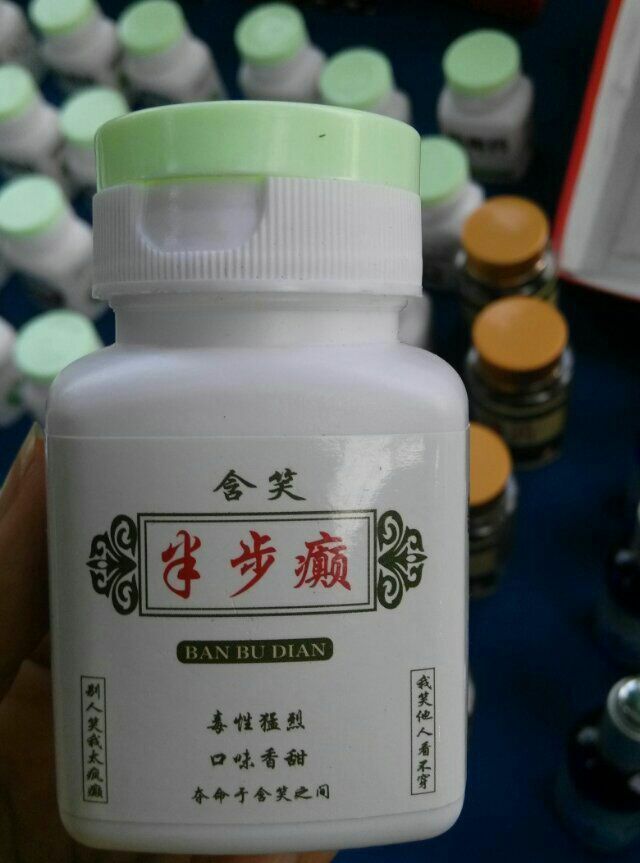 含笑
半步癫
BAN BU DIAN
别人笑我太疯癫
我笑他人看不穿
毒性猛烈
口味香甜
夺命于含笑之间